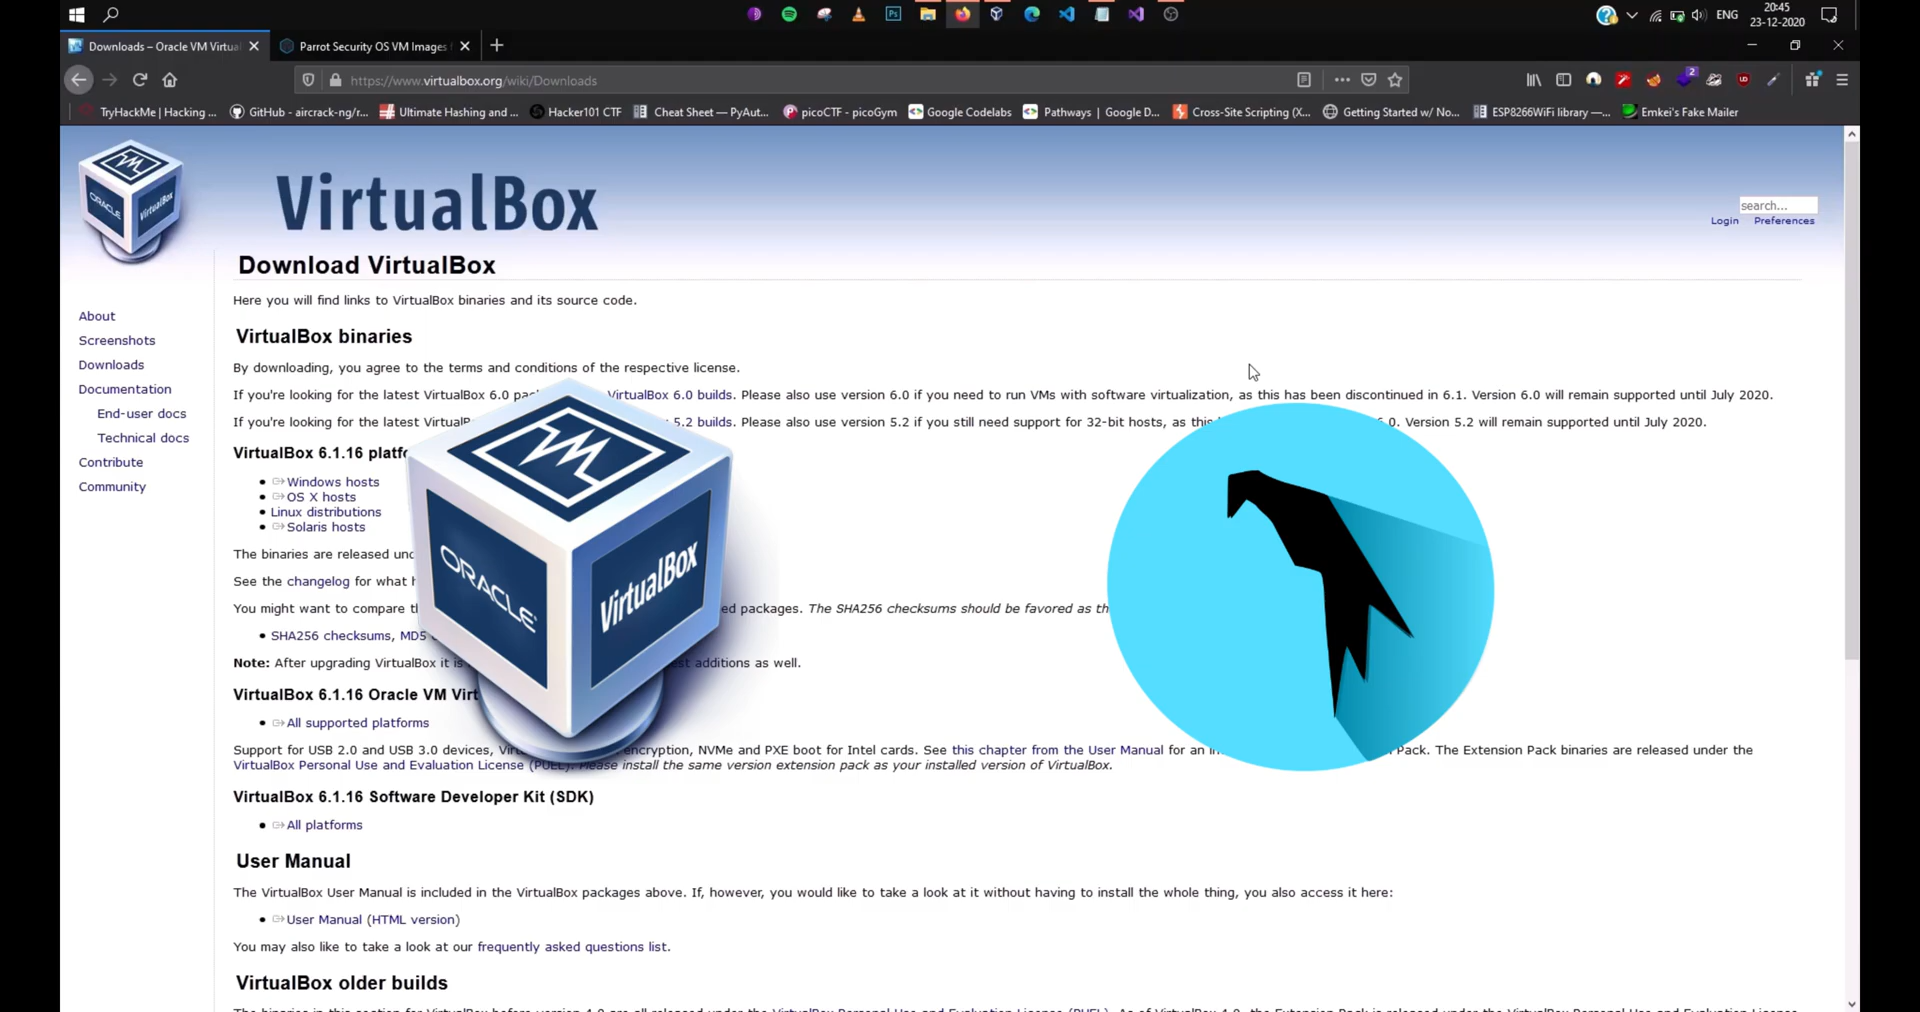 ENG
20:45
23-12-2020
Downloads – Oracle VM Virtual
Parrot Security OS VM Images
https://www.virtualbox.org/wiki/Downloads
2
TryHackMe | Hacking ...
GitHub - aircrack-ng/r...
Ultimate Hashing and ...
Hacker101 CTF
Cheat Sheet — PyAut...
picoCTF - picoGym
Google Codelabs
Pathways | Google D...
Cross-Site Scripting (X...
Getting Started w/ No...
ESP8266WiFi library —...
Emkei's Fake Mailer
ORACLE
VirtualBox
VirtualBox
search...
Login Preferences
About
Screenshots
Downloads
Documentation
End-user docs
Technical docs
Contribute
Community
Download VirtualBox
Here you will find links to VirtualBox binaries and its source code.
VirtualBox binaries
By downloading, you agree to the terms and conditions of the respective license.
If you're looking for the latest VirtualBox 6.0 VirtualBox 6.0 builds. Please also use version 6.0 if you need to run VMs with software virtualization, as this has been discontinued in 6.1. Version 6.0 will remain supported until July 2020.
If you're looking for the latest 5.2 builds. Please also use version 5.2 if you still need support for 32-bit hosts, as this Version 5.2 will remain supported until July 2020.
VirtualBox 6.1.16
Windows hosts
OS X hosts
Linux distributions
Solaris hosts
The binaries are released
See the changelog for what
You might want to compare packages. The SHA256 checksums should be favored as
SHA256 checksums, MD5
Note: After upgrading VirtualBox it is additions as well.
VirtualBox 6.1.16 Oracle VM
All supported platforms
Support for USB 2.0 and USB 3.0 devices, encryption, NVMe and PXE boot for Intel cards. See this chapter from the User Manual for an Pack. The Extension Pack binaries are released under the
VirtualBox Personal Use and Evaluation License (PUEL). Please install the same version extension pack as your installed version of VirtualBox.
VirtualBox 6.1.16 Software Developer Kit (SDK)
All platforms
User Manual
The VirtualBox User Manual is included in the VirtualBox packages above. If, however, you would like to take a look at it without having to install the whole thing, you also access it here:
User Manual (HTML version)
You may also like to take a look at our frequently asked questions list.
VirtualBox older builds
ORACLE
VirtualBox